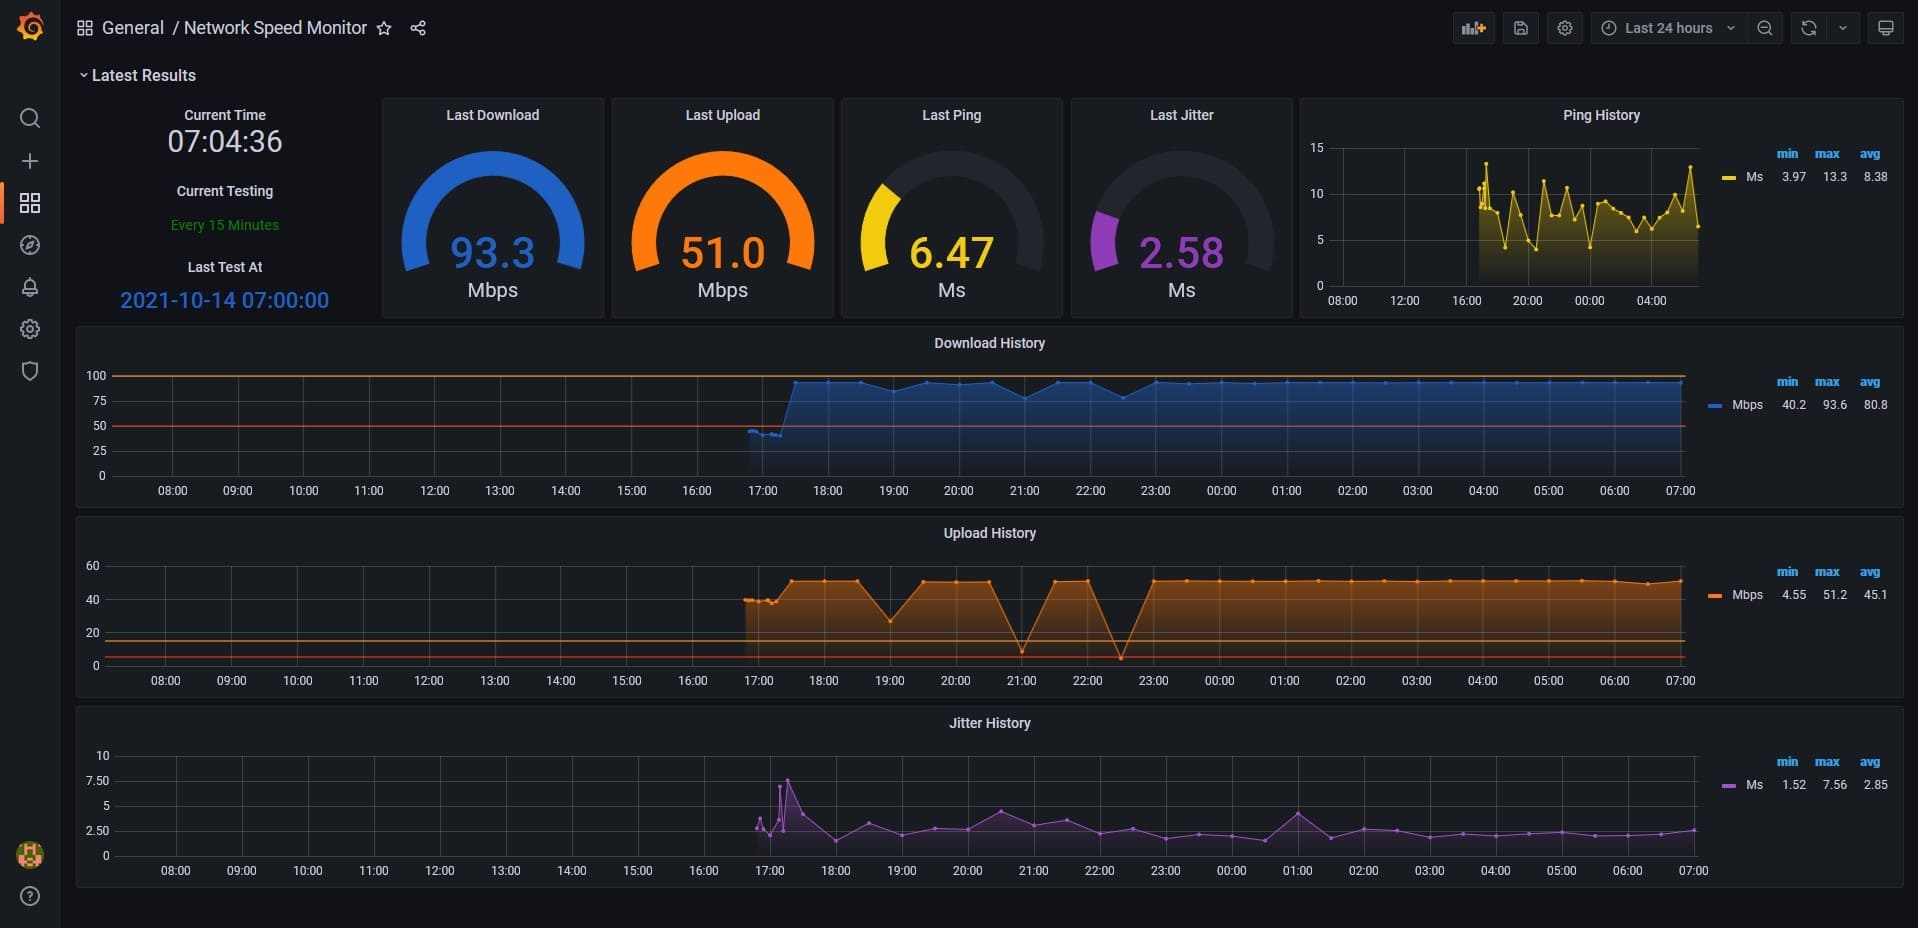 General / Network Speed Monitor
Last 24 hours
Latest Results
Current Time
07:04:36
Current Testing
Every 15 Minutes
Last Test At
2021-10-14 07:00:00
Last Download
93.3
Mbps
Last Upload
51.0
Mbps
Last Ping
6.47
Ms
Last Jitter
2.58
Ms
Ping History
15
10
5
0
08:00 12:00 16:00 20:00 00:00 04:00
min max avg
Ms 3.97 13.3 8.38
Download History
100
75
50
25
0
08:00 09:00 10:00 11:00 12:00 13:00 14:00 15:00 16:00 17:00 18:00 19:00 20:00 21:00 22:00 23:00 00:00 01:00 02:00 03:00 04:00 05:00 06:00 07:00
min max avg
Mbps 40.2 93.6 80.8
Upload History
60
40
20
0
08:00 09:00 10:00 11:00 12:00 13:00 14:00 15:00 16:00 17:00 18:00 19:00 20:00 21:00 22:00 23:00 00:00 01:00 02:00 03:00 04:00 05:00 06:00 07:00
min max avg
Mbps 4.55 51.2 45.1
Jitter History
10
7.50
5
2.50
0
08:00 09:00 10:00 11:00 12:00 13:00 14:00 15:00 16:00 17:00 18:00 19:00 20:00 21:00 22:00 23:00 00:00 01:00 02:00 03:00 04:00 05:00 06:00 07:00
min max avg
Ms 1.52 7.56 2.85